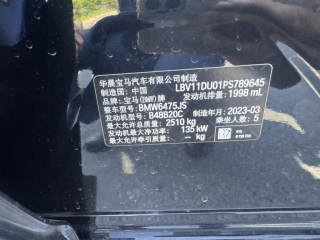 华晨宝马汽车有限公司制造
制造国: 中国 LBV11DU01PS789645
品牌: 宝马 (BMW) 牌 发动机排量: 1998 mL
整车型号: BMW6475JS
发动机型号: B48B20C 制造年月: 2023-03
最大允许总质量: 2510 kg 乘坐人数: 5
发动机最大净功率: 135 kW
最大允许牵引质量: -- kg